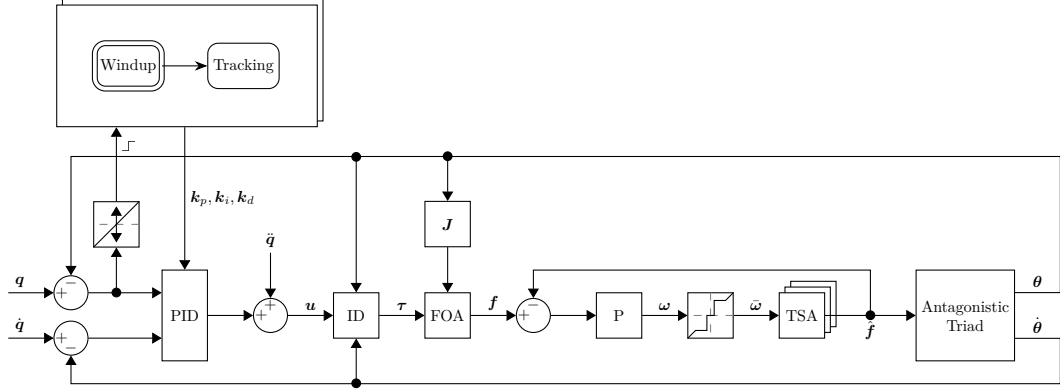 Windup
Tracking
k_p, k_i, k_d
q̈
J
q
+
−
PID
+
+
u
ID
τ
FOA
f
+
−
P
ω
ω̄
TSA
f̂
Antagonistic
Triad
θ
θ̇
q̇
+
−